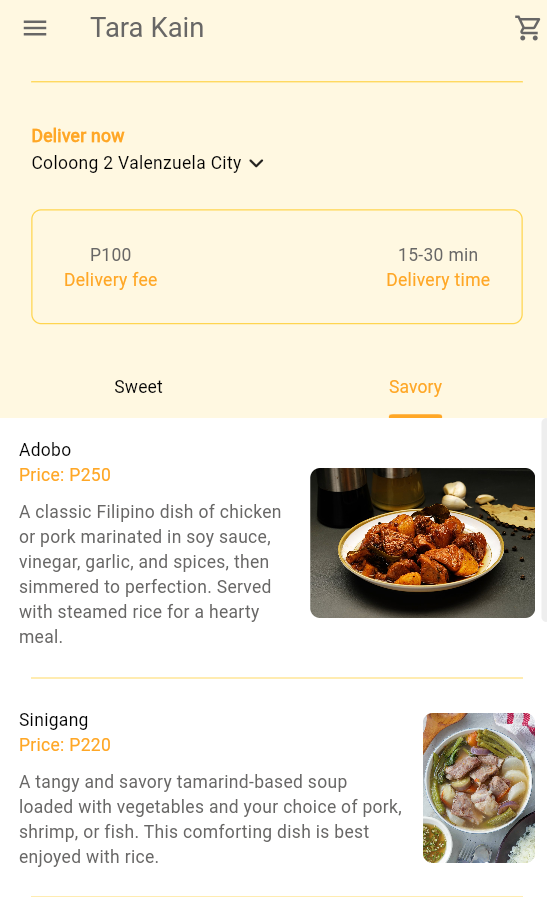 Tara Kain
Deliver now
Coloong 2 Valenzuela City
P100
Delivery fee
15-30 min
Delivery time
Sweet
Savory
Adobo
Price: P250
A classic Filipino dish of chicken
or pork marinated in soy sauce,
vinegar, garlic, and spices, then
simmered to perfection. Served
with steamed rice for a hearty
meal.
Sinigang
Price: P220
A tangy and savory tamarind-based soup
loaded with vegetables and your choice of pork,
shrimp, or fish. This comforting dish is best
enjoyed with rice.